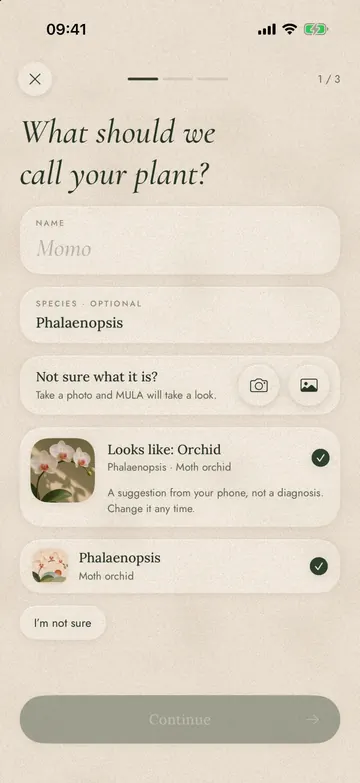 09:41
1 / 3
What should we
call your plant?
NAME
Momo
SPECIES · OPTIONAL
Phalaenopsis
Not sure what it is?
Take a photo and MULA will take a look.
Looks like: Orchid
Phalaenopsis · Moth orchid
A suggestion from your phone, not a diagnosis.
Change it any time.
Phalaenopsis
Moth orchid
I'm not sure
Continue